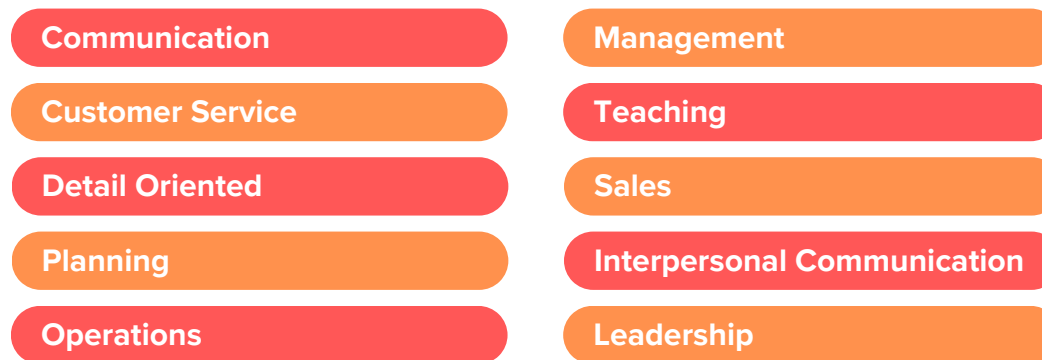 Communication
Customer Service
Detail Oriented
Planning
Operations
Management
Teaching
Sales
Interpersonal Communication
Leadership